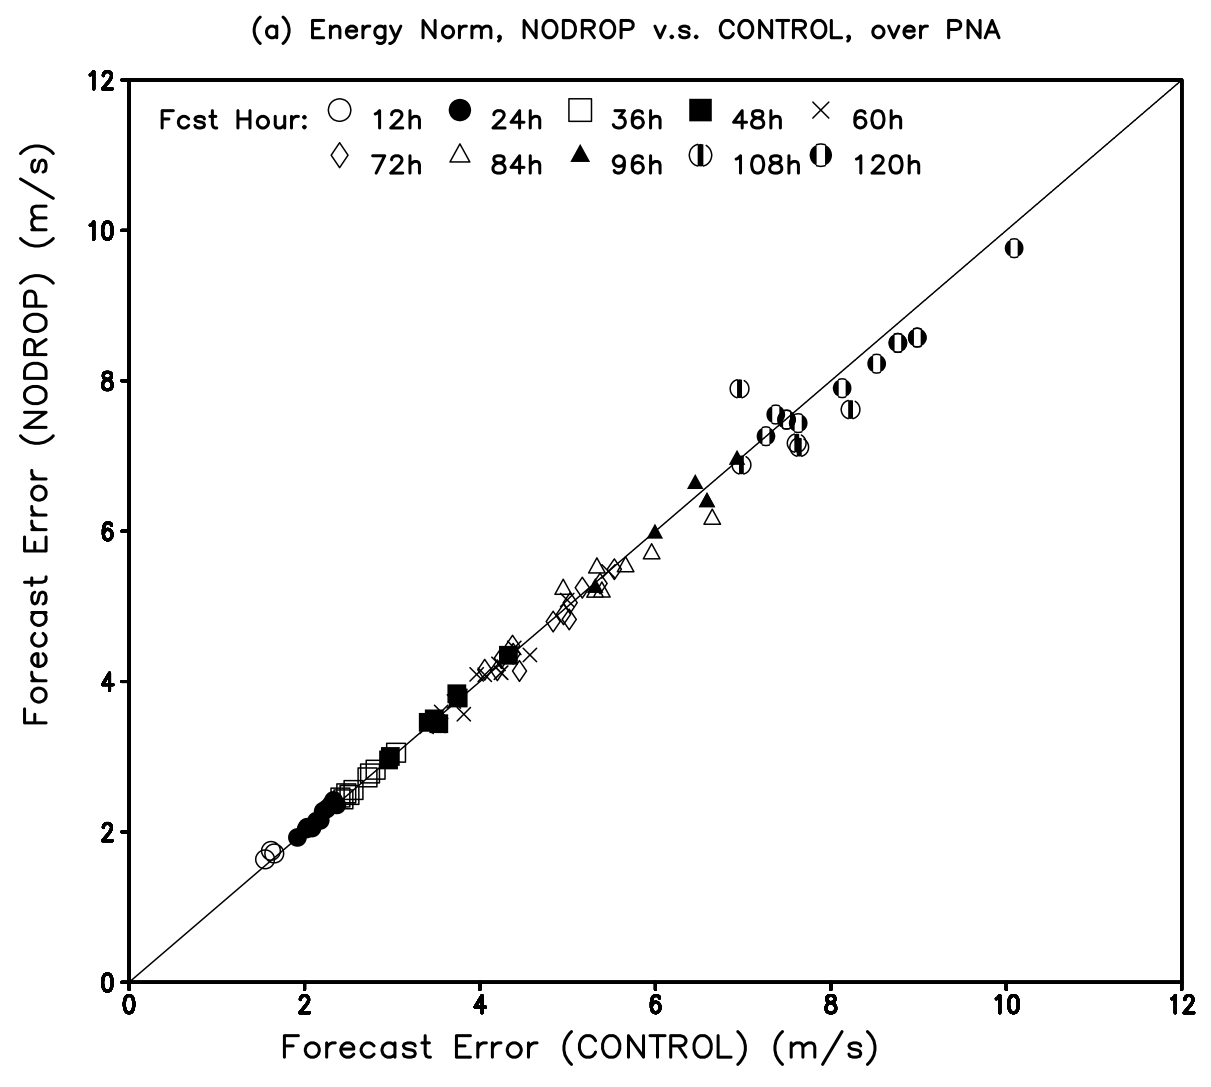 (a) Energy Norm, NODROP v.s. CONTROL, over PNA
Forecast Error (NODROP) (m/s)
12
10
8
6
4
2
0
Fcst Hour: 12h 24h 36h 48h 60h
72h 84h 96h 108h 120h
0 2 4 6 8 10 12
Forecast Error (CONTROL) (m/s)